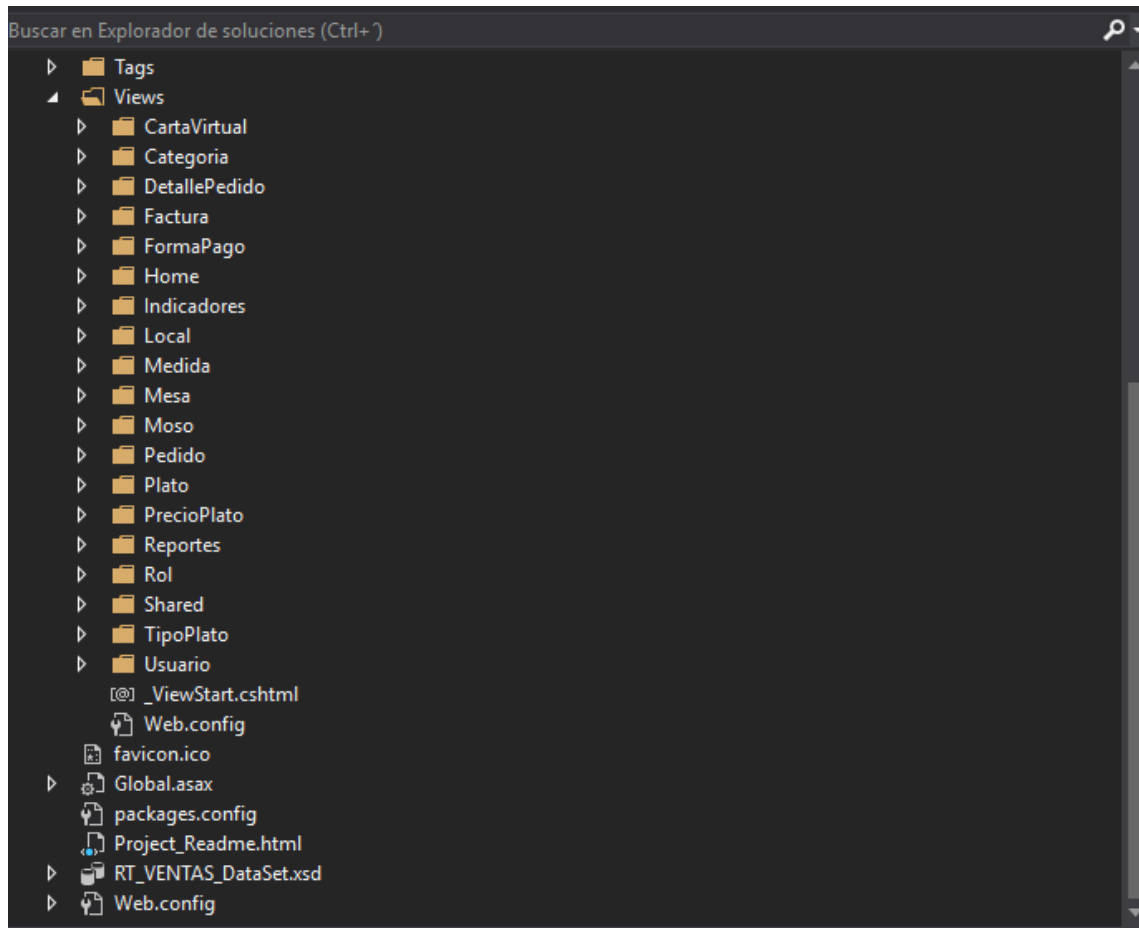 Buscar en Explorador de soluciones (Ctrl+´)
Tags
Views
CartaVirtual
Categoria
DetallePedido
Factura
FormaPago
Home
Indicadores
Local
Medida
Mesa
Moso
Pedido
Plato
PrecioPlato
Reportes
Rol
Shared
TipoPlato
Usuario
[@] _ViewStart.cshtml
Web.config
favicon.ico
Global.asax
packages.config
Project_Readme.html
RT_VENTAS_DataSet.xsd
Web.config